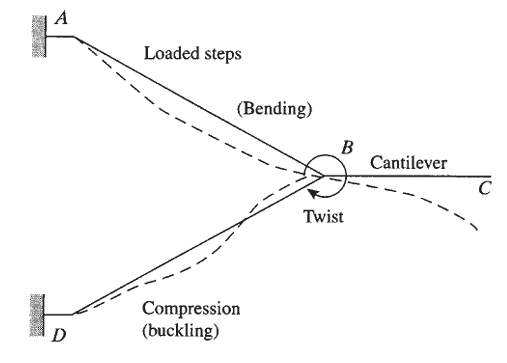 A
Loaded steps
(Bending)
B
Cantilever
C
Twist
Compression
(buckling)
D